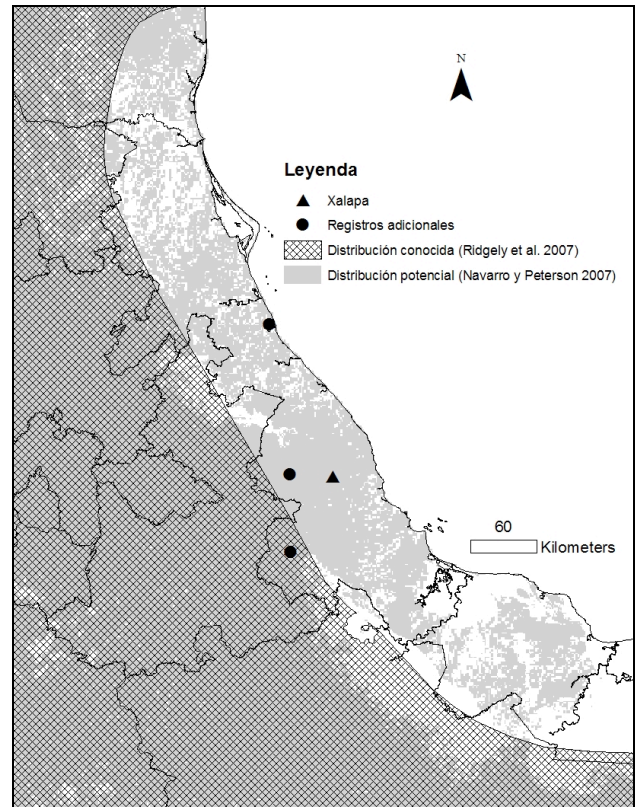 N
Leyenda
Xalapa
Registros adicionales
Distribución conocida (Ridgely et al. 2007)
Distribución potencial (Navarro y Peterson 2007)
60
Kilometers